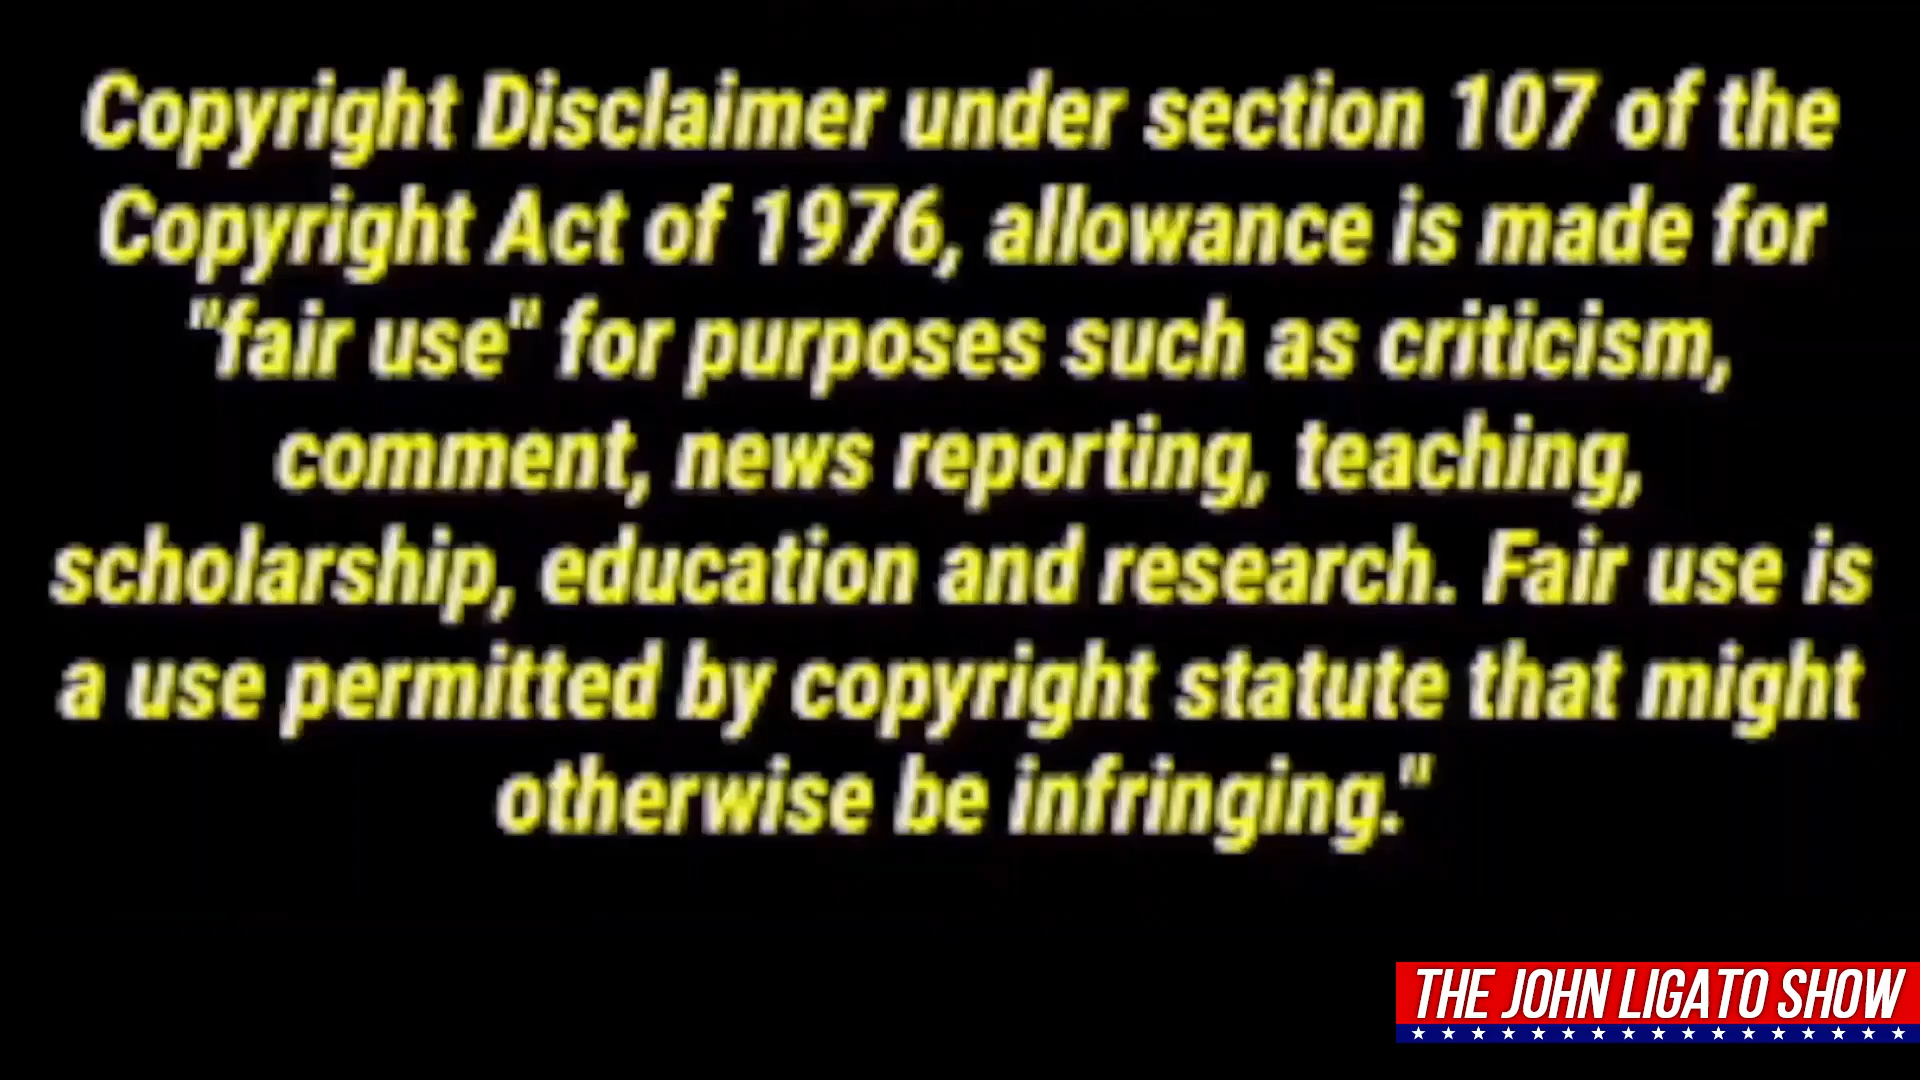 Copyright Disclaimer under section 107 of the
Copyright Act of 1976, allowance is made for
"fair use" for purposes such as criticism,
comment, news reporting, teaching,
scholarship, education and research. Fair use is
a use permitted by copyright statute that might
otherwise be infringing."
THE JOHN LIGATO SHOW